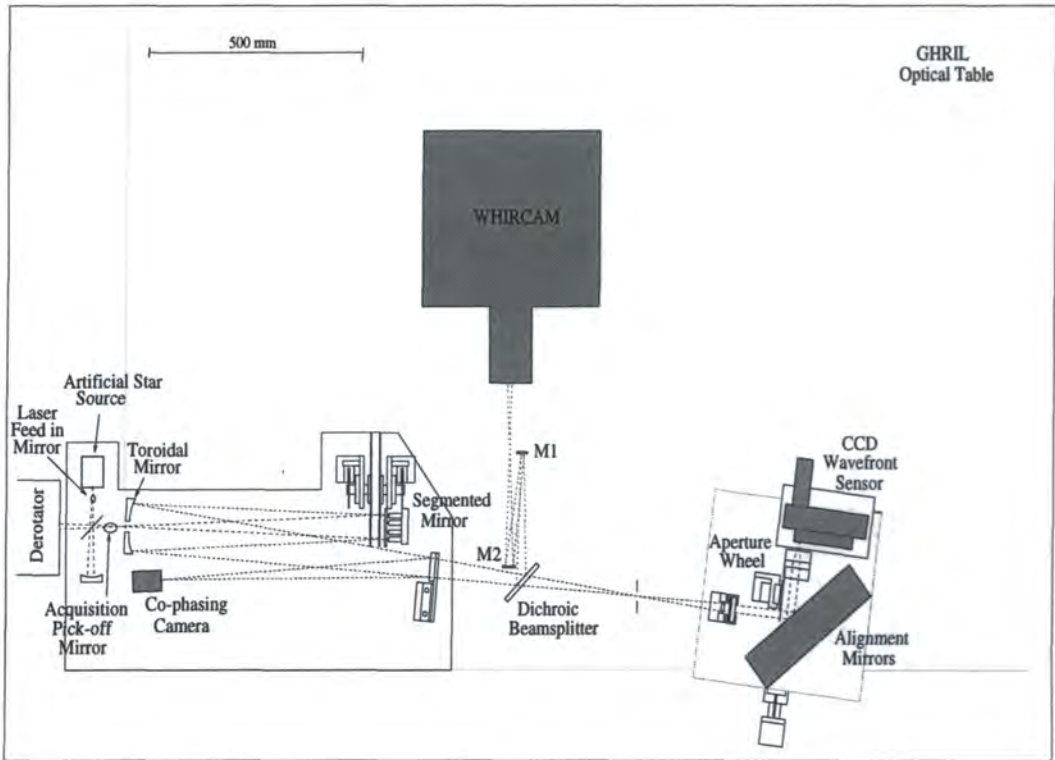 500 mm
GHRIL
Optical Table
WHIRCAM
Artificial Star
Source
Laser
Feed in
Mirror
Toroidal
Mirror
M1
CCD
Wavefront
Sensor
Segmented
Mirror
Derotator
M2
Aperture
Wheel
Acquisition
Pick-off
Mirror
Co-phasing
Camera
Dichroic
Beamsplitter
Alignment
Mirrors